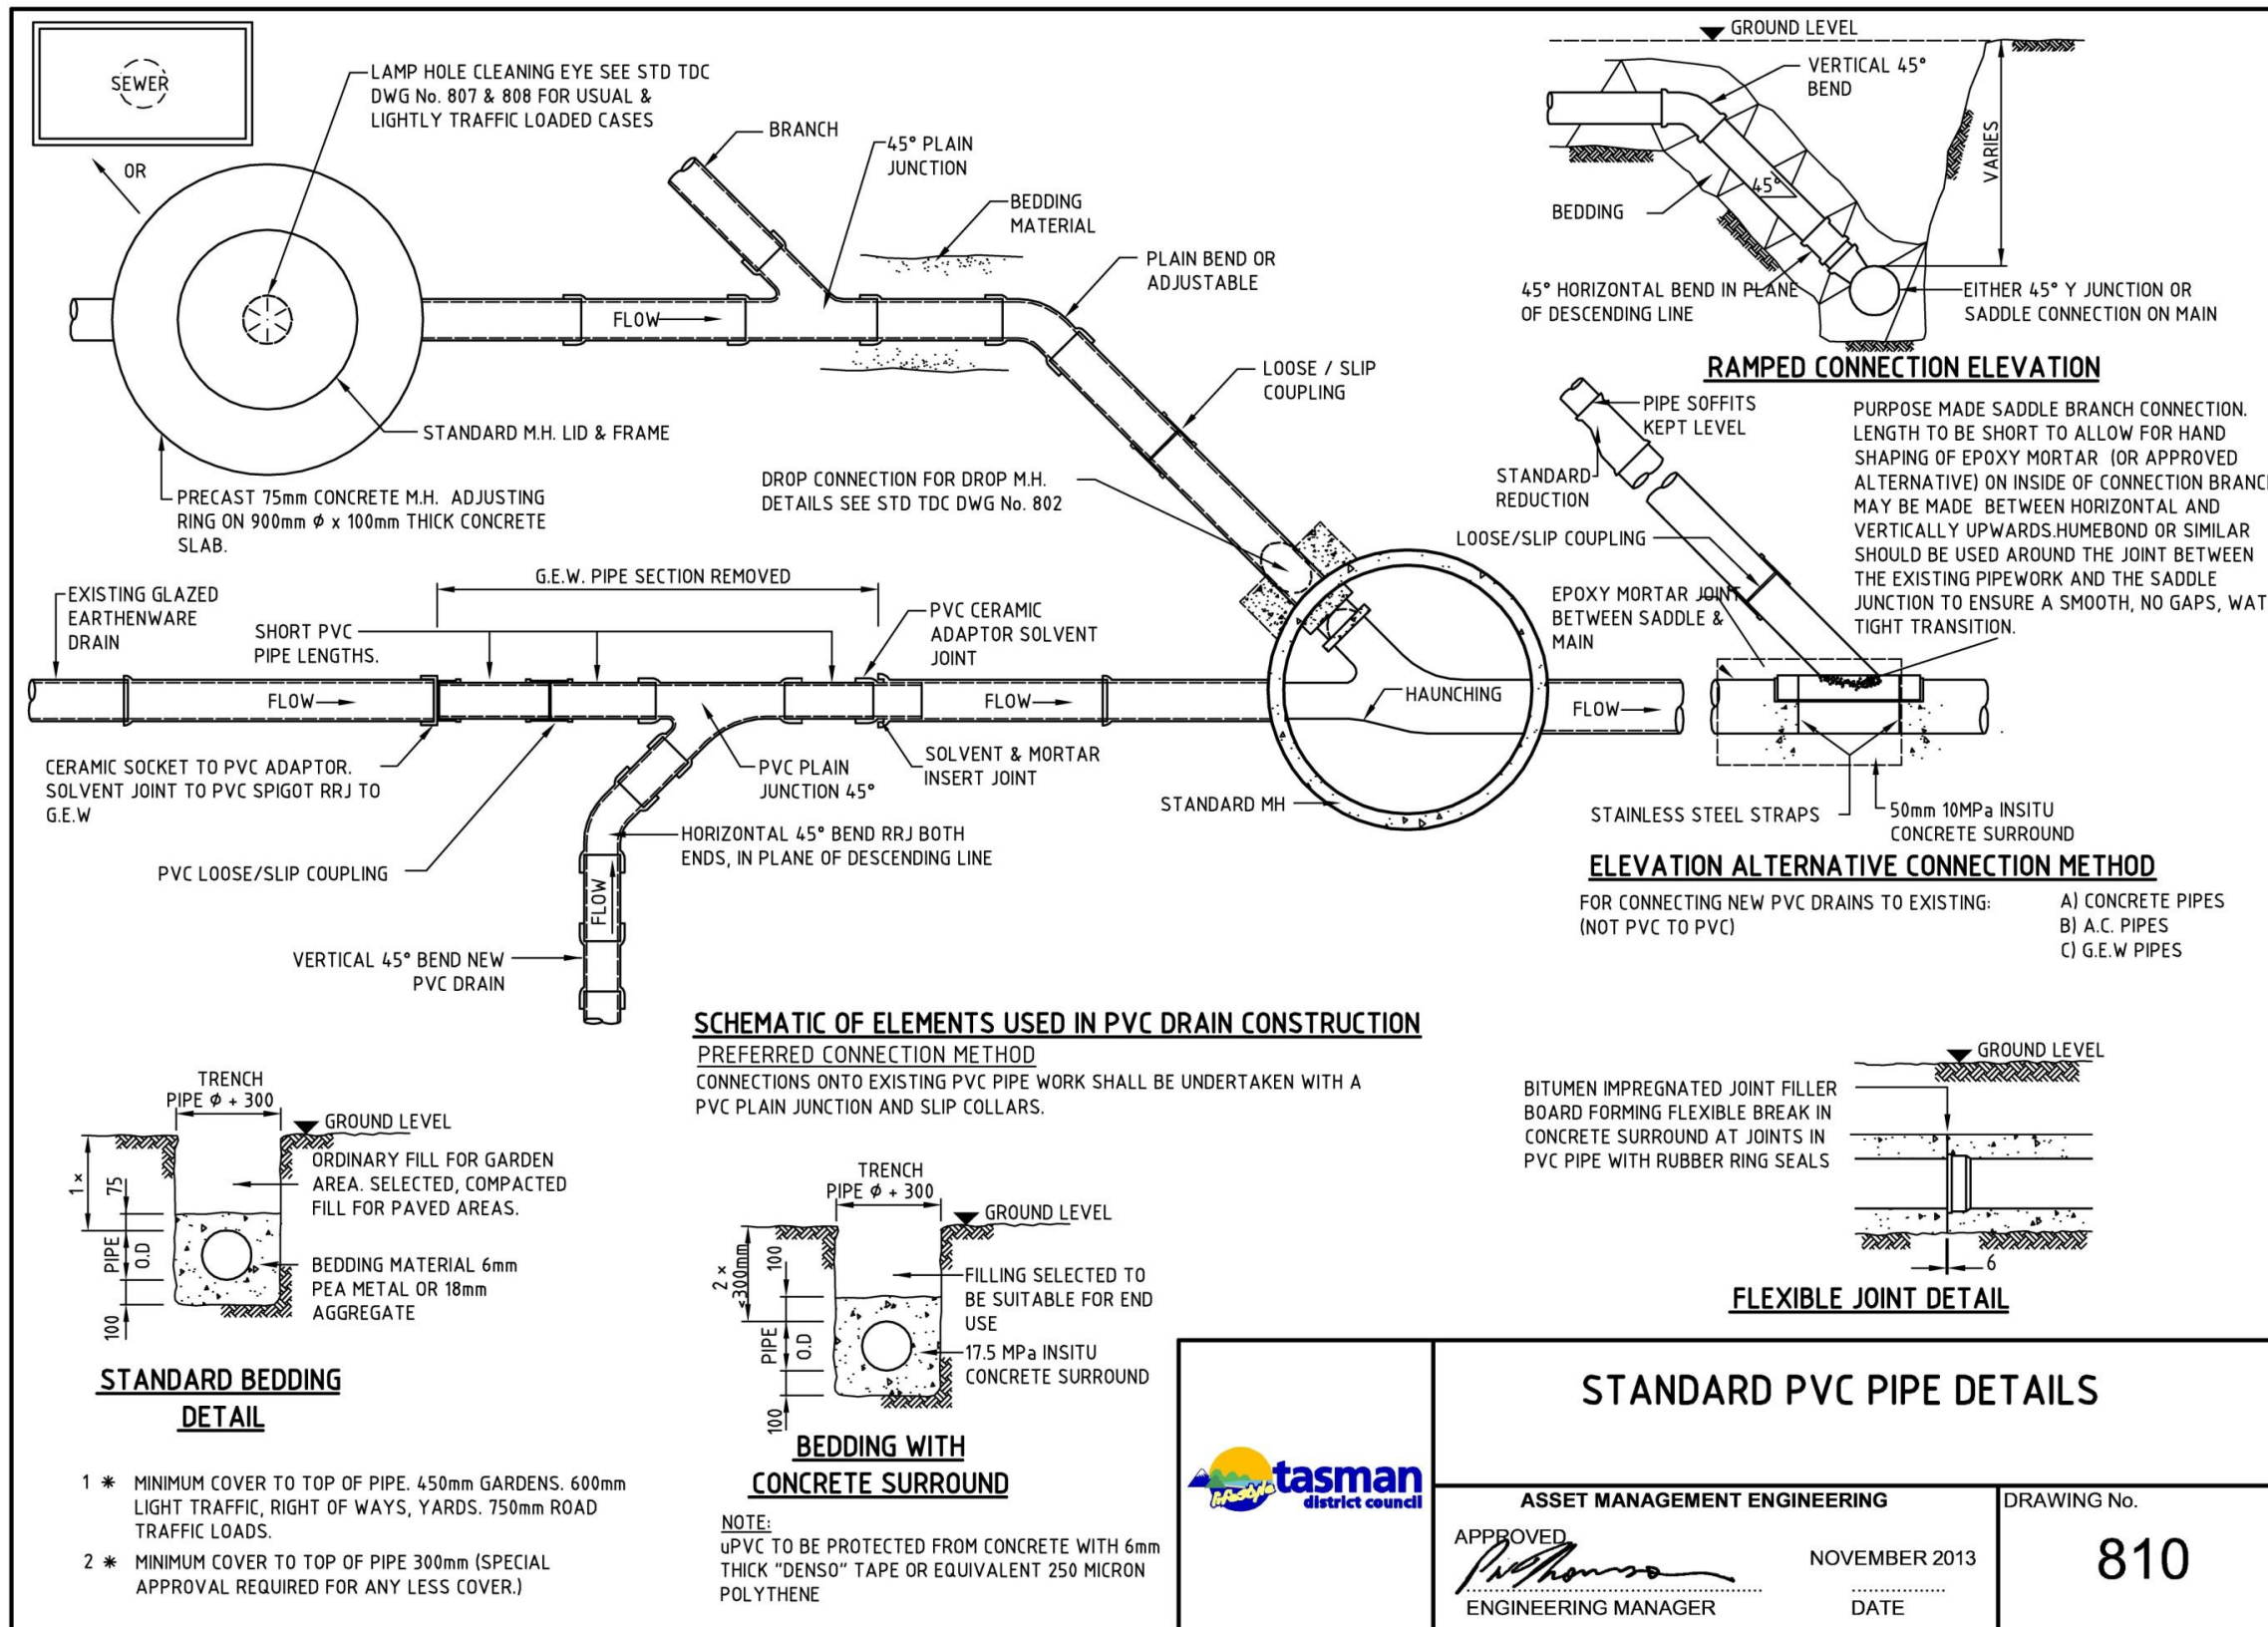 SEWER
OR
LAMP HOLE CLEANING EYE SEE STD TDC
DWG No. 807 & 808 FOR USUAL &
LIGHTLY TRAFFIC LOADED CASES
BRANCH
45° PLAIN
JUNCTION
BEDDING
MATERIAL
PLAIN BEND OR
ADJUSTABLE
FLOW
LOOSE / SLIP
COUPLING
STANDARD M.H. LID & FRAME
PRECAST 75mm CONCRETE M.H. ADJUSTING
RING ON 900mm Ø x 100mm THICK CONCRETE
SLAB.
DROP CONNECTION FOR DROP M.H.
DETAILS SEE STD TDC DWG No. 802
G.E.W. PIPE SECTION REMOVED
EXISTING GLAZED
EARTHENWARE
DRAIN
SHORT PVC
PIPE LENGTHS.
PVC CERAMIC
ADAPTOR SOLVENT
JOINT
FLOW
FLOW
HAUNCHING
FLOW
CERAMIC SOCKET TO PVC ADAPTOR.
SOLVENT JOINT TO PVC SPIGOT RRJ TO
G.E.W
PVC PLAIN
JUNCTION 45°
SOLVENT & MORTAR
INSERT JOINT
STANDARD MH
HORIZONTAL 45° BEND RRJ BOTH
ENDS, IN PLANE OF DESCENDING LINE
PVC LOOSE/SLIP COUPLING
FLOW
VERTICAL 45° BEND NEW
PVC DRAIN
GROUND LEVEL
VERTICAL 45°
BEND
VARIES
45°
BEDDING
45° HORIZONTAL BEND IN PLANE
OF DESCENDING LINE
EITHER 45° Y JUNCTION OR
SADDLE CONNECTION ON MAIN
RAMPED CONNECTION ELEVATION
PIPE SOFFITS
KEPT LEVEL
STANDARD
REDUCTION
LOOSE/SLIP COUPLING
EPOXY MORTAR JOINT
BETWEEN SADDLE &
MAIN
PURPOSE MADE SADDLE BRANCH CONNECTION.
LENGTH TO BE SHORT TO ALLOW FOR HAND
SHAPING OF EPOXY MORTAR (OR APPROVED
ALTERNATIVE) ON INSIDE OF CONNECTION BRANCH
MAY BE MADE BETWEEN HORIZONTAL AND
VERTICALLY UPWARDS.HUMEBOND OR SIMILAR
SHOULD BE USED AROUND THE JOINT BETWEEN
THE EXISTING PIPEWORK AND THE SADDLE
JUNCTION TO ENSURE A SMOOTH, NO GAPS, WAT
TIGHT TRANSITION.
STAINLESS STEEL STRAPS
50mm 10MPa INSITU
CONCRETE SURROUND
ELEVATION ALTERNATIVE CONNECTION METHOD
FOR CONNECTING NEW PVC DRAINS TO EXISTING:
(NOT PVC TO PVC)
A) CONCRETE PIPES
B) A.C. PIPES
C) G.E.W PIPES
SCHEMATIC OF ELEMENTS USED IN PVC DRAIN CONSTRUCTION
PREFERRED CONNECTION METHOD
CONNECTIONS ONTO EXISTING PVC PIPE WORK SHALL BE UNDERTAKEN WITH A
PVC PLAIN JUNCTION AND SLIP COLLARS.
TRENCH
PIPE Ø + 300
GROUND LEVEL
1 *
75
PIPE
O.D
100
ORDINARY FILL FOR GARDEN
AREA. SELECTED, COMPACTED
FILL FOR PAVED AREAS.
BEDDING MATERIAL 6mm
PEA METAL OR 18mm
AGGREGATE
STANDARD BEDDING
DETAIL
1 * MINIMUM COVER TO TOP OF PIPE. 450mm GARDENS. 600mm
LIGHT TRAFFIC, RIGHT OF WAYS, YARDS. 750mm ROAD
TRAFFIC LOADS.
2 * MINIMUM COVER TO TOP OF PIPE 300mm (SPECIAL
APPROVAL REQUIRED FOR ANY LESS COVER.)
TRENCH
PIPE Ø + 300
GROUND LEVEL
2 *
<300mm
100
PIPE
O.D
100
FILLING SELECTED TO
BE SUITABLE FOR END
USE
17.5 MPa INSITU
CONCRETE SURROUND
BEDDING WITH
CONCRETE SURROUND
NOTE:
uPVC TO BE PROTECTED FROM CONCRETE WITH 6mm
THICK "DENSO" TAPE OR EQUIVALENT 250 MICRON
POLYTHENE
GROUND LEVEL
BITUMEN IMPREGNATED JOINT FILLER
BOARD FORMING FLEXIBLE BREAK IN
CONCRETE SURROUND AT JOINTS IN
PVC PIPE WITH RUBBER RING SEALS
6
FLEXIBLE JOINT DETAIL
lifestyle
tasman
district council
STANDARD PVC PIPE DETAILS
ASSET MANAGEMENT ENGINEERING
APPROVED
NOVEMBER 2013
ENGINEERING MANAGER
DATE
DRAWING No.
810